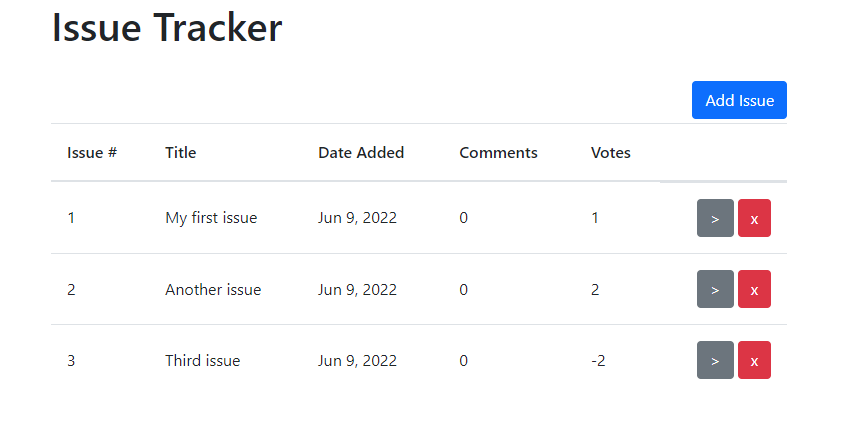 Issue Tracker
Add Issue
Issue # Title Date Added Comments Votes
1 My first issue Jun 9, 2022 0 1 > x
2 Another issue Jun 9, 2022 0 2 > x
3 Third issue Jun 9, 2022 0 -2 > x